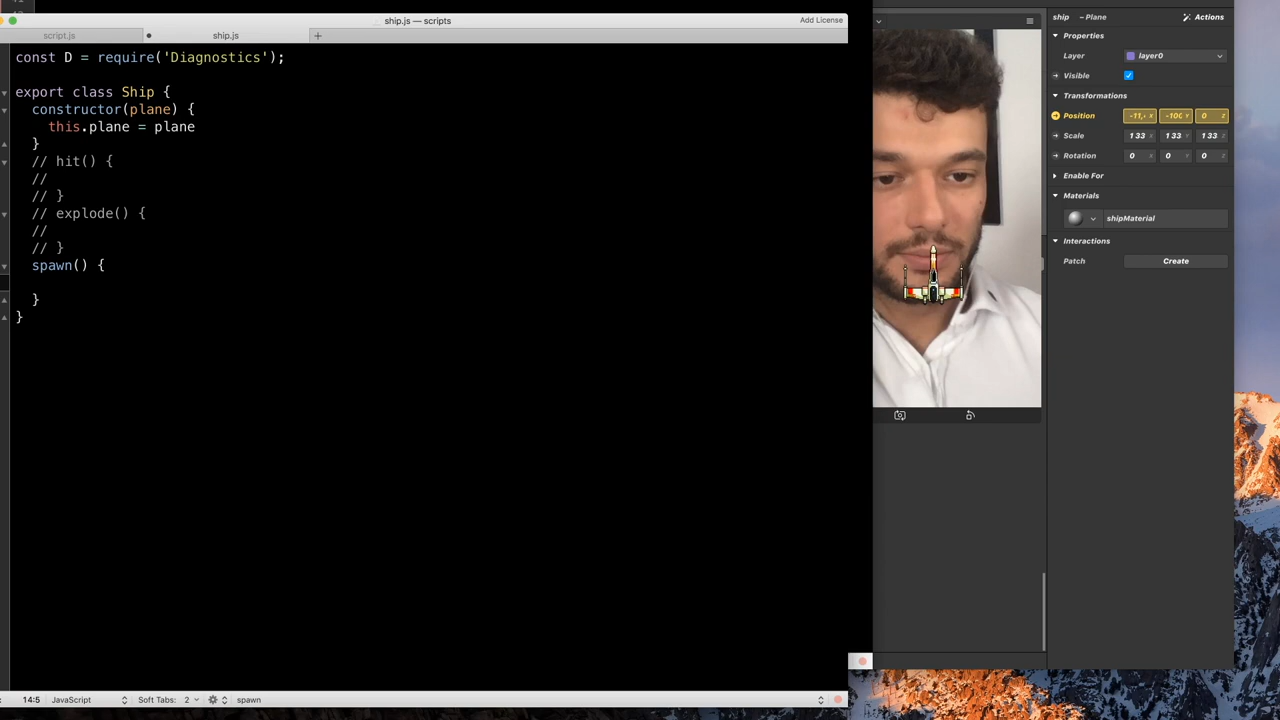 ship.js — scripts
Add License
script.js
ship.js
+
const D = require('Diagnostics');
export class Ship {
constructor(plane) {
this.plane = plane
}
// hit() {
//
// }
// explode() {
//
// }
spawn() {
}
}
14:5
JavaScript
Soft Tabs: 2
spawn
ship - Plane
Actions
Properties
Layer
layer0
Visible
Transformations
Position
X
Y
0 Z
Scale
1 33 X
1 33 Y
1 33 Z
Rotation
0 X
0 Y
0 Z
Enable For
Materials
shipMaterial
Interactions
Patch
Create